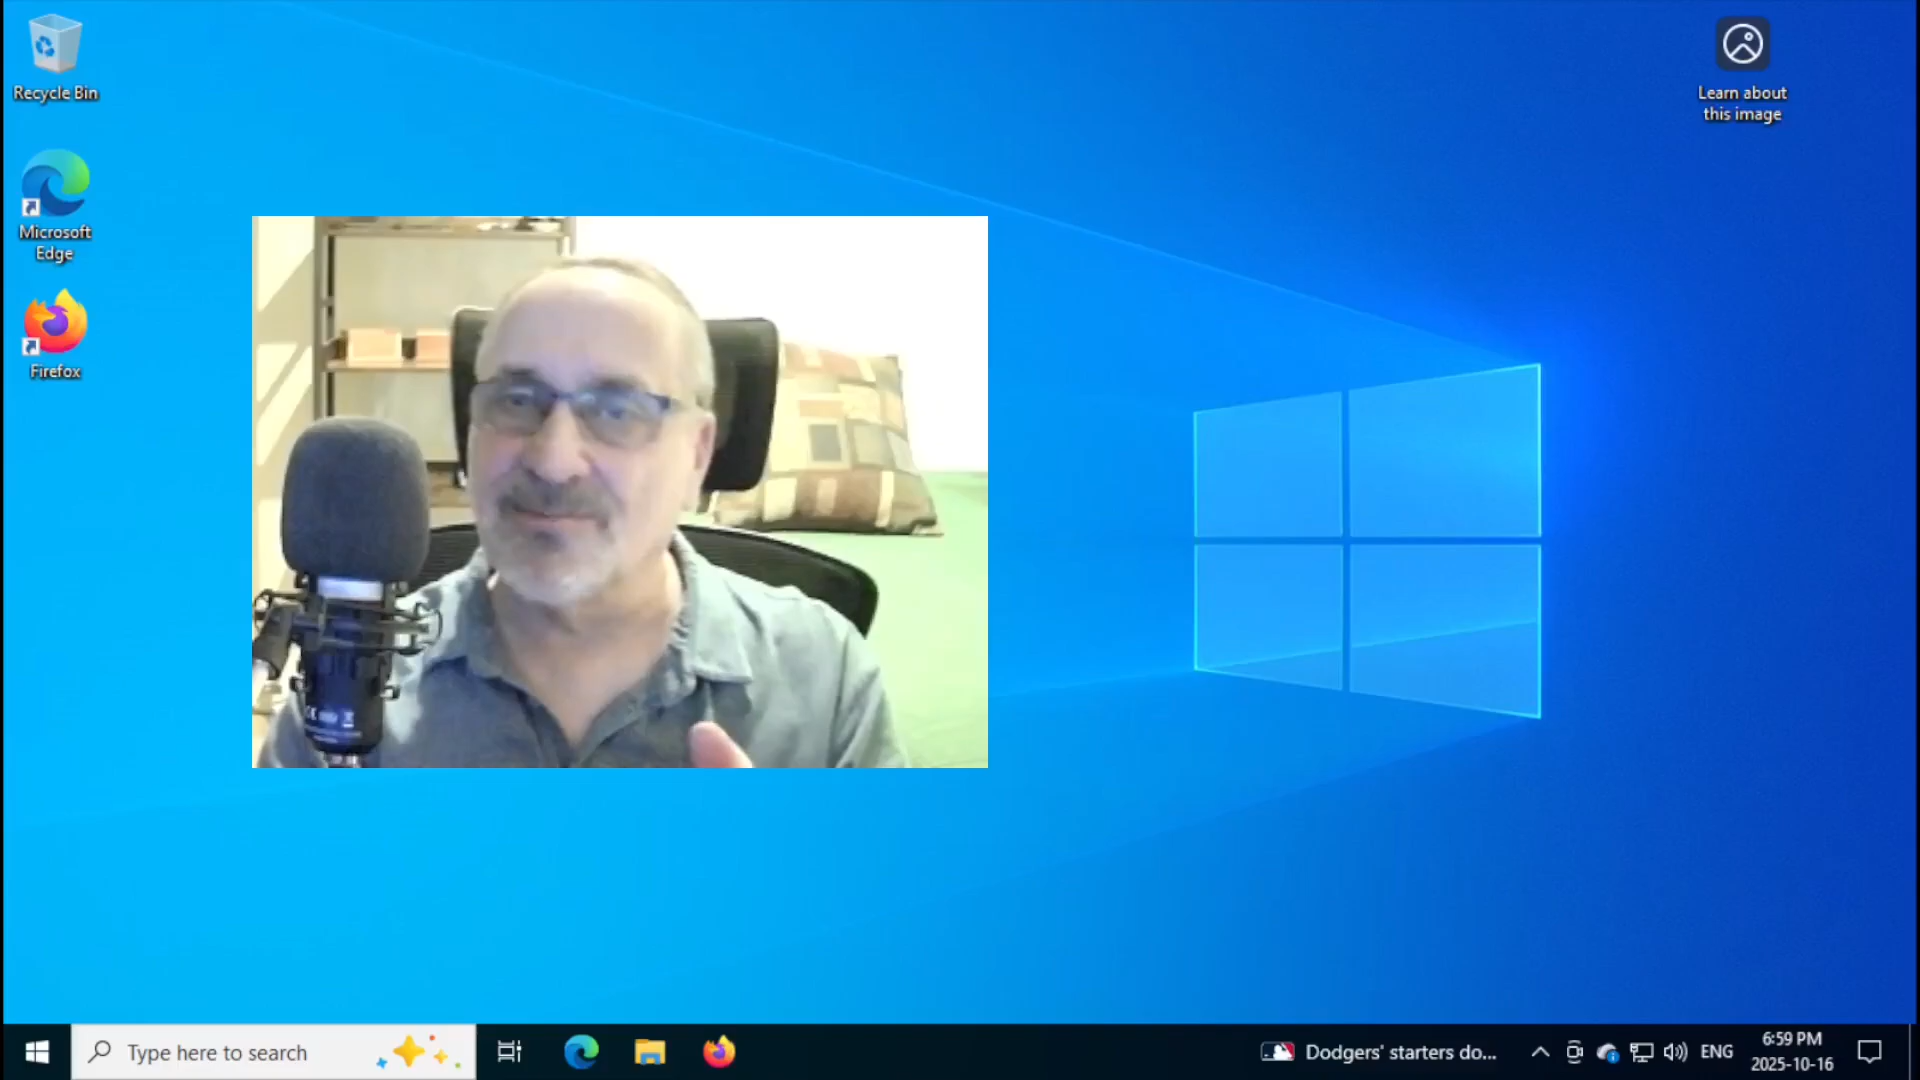 Recycle Bin
Learn about
this image
Microsoft
Edge
Firefox
Type here to search
Dodgers' starters do...
ENG
6:59 PM
2025-10-16